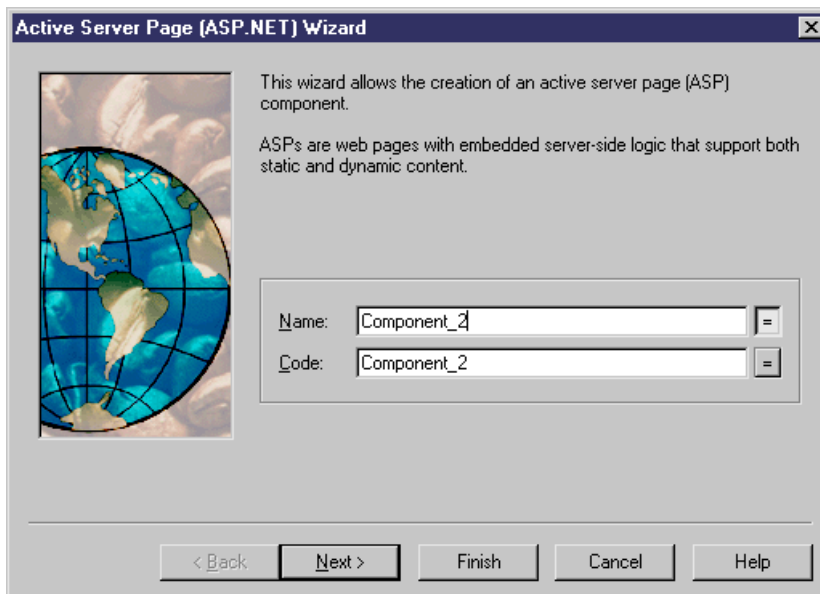 Active Server Page (ASP.NET) Wizard
This wizard allows the creation of an active server page (ASP)
component.
ASPs are web pages with embedded server-side logic that support both
static and dynamic content.
Name: Component_2 =
Code: Component_2 =
< Back Next > Finish Cancel Help